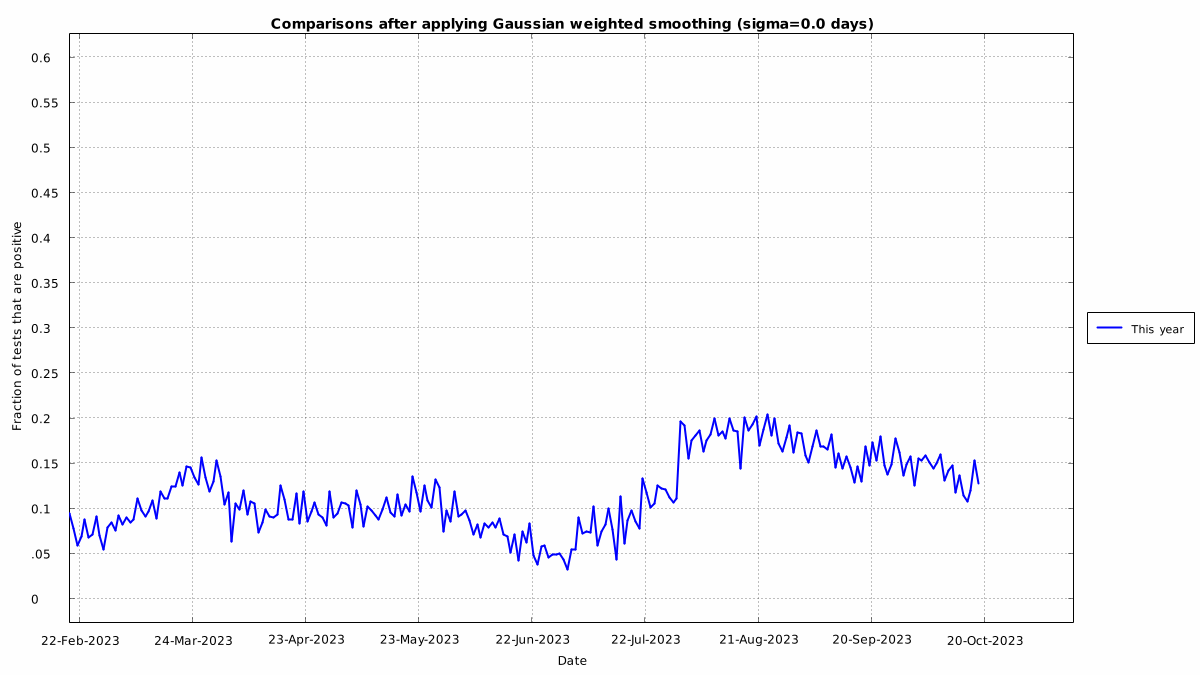 Comparisons after applying Gaussian weighted smoothing (sigma=0.0 days)
0.6
0.55
0.5
0.45
0.4
0.35
0.3
0.25
0.2
0.15
0.1
.05
0
Fraction of tests that are positive
This year
22-Feb-2023 24-Mar-2023 23-Apr-2023 23-May-2023 22-Jun-2023 22-Jul-2023 21-Aug-2023 20-Sep-2023 20-Oct-2023
Date